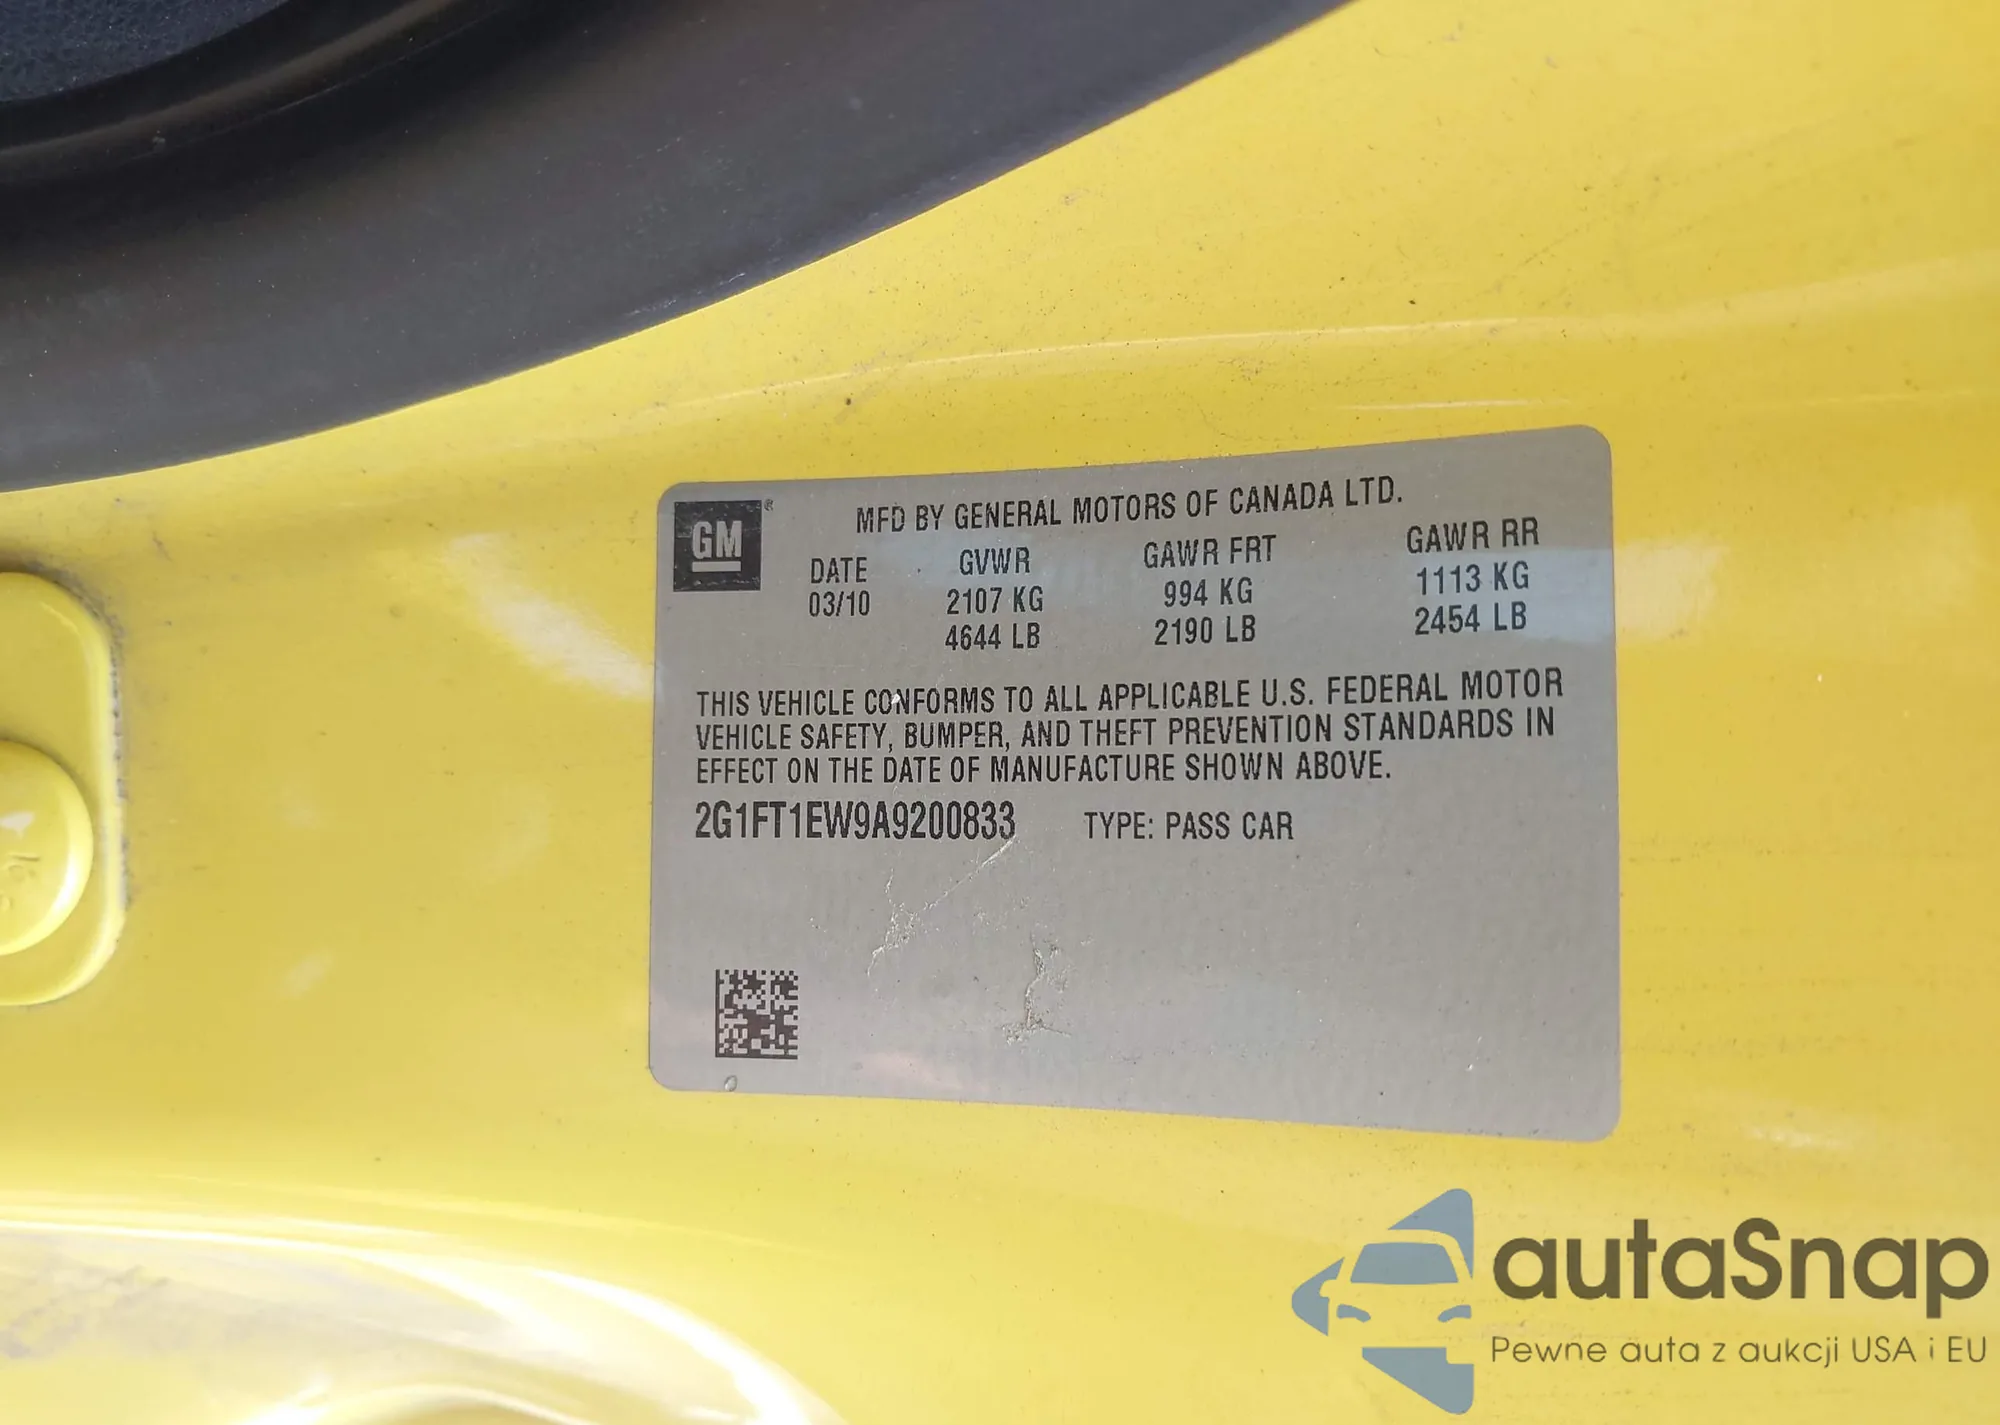 GM ®
MFD BY GENERAL MOTORS OF CANADA LTD.
DATE GVWR GAWR FRT GAWR RR
03/10 2107 KG 994 KG 1113 KG
4644 LB 2190 LB 2454 LB
THIS VEHICLE CONFORMS TO ALL APPLICABLE U.S. FEDERAL MOTOR
VEHICLE SAFETY, BUMPER, AND THEFT PREVENTION STANDARDS IN
EFFECT ON THE DATE OF MANUFACTURE SHOWN ABOVE.
2G1FT1EW9A9200833 TYPE: PASS CAR
autaSnap
Pewne auta z aukcji USA i EU